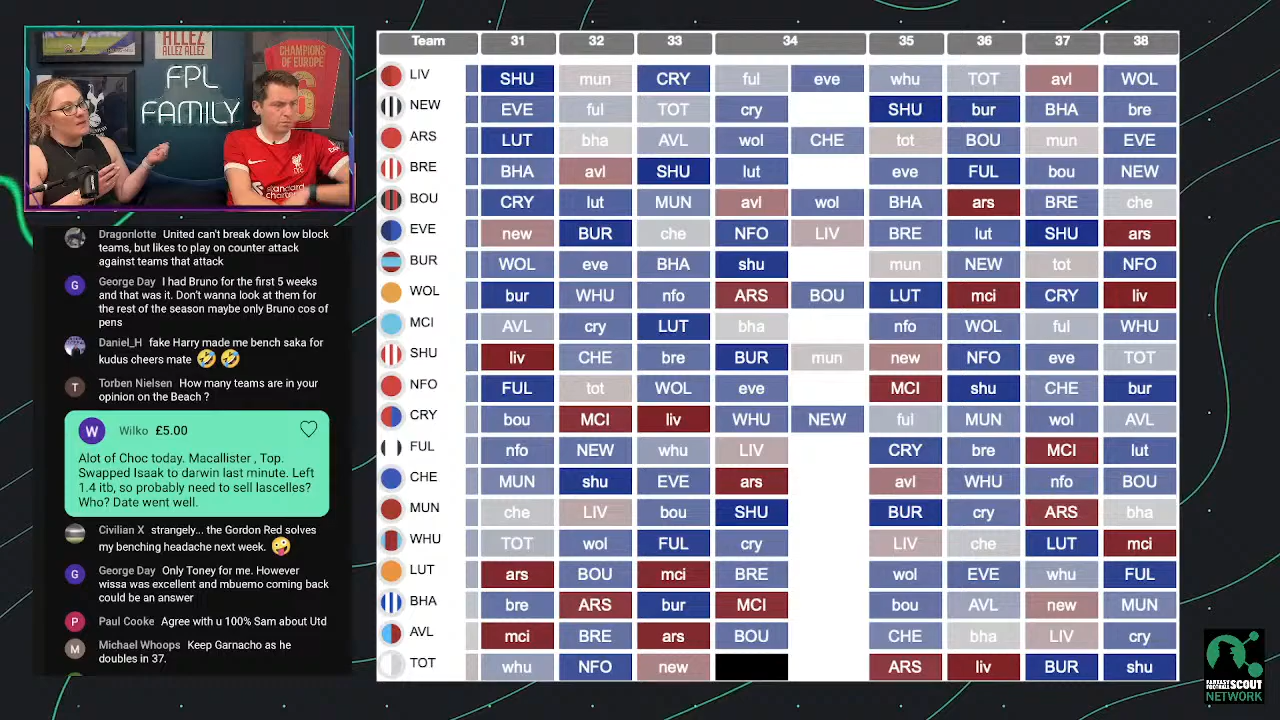 ALLEZ
ALLEZ ALLEZ
FPL
FAMILY
CHAMPIONS
OF EUROPE
6
Standard
Dragonlotte United can't break down low block
teams, but likes to play on counter attack
against teams that attack
G George Day I had Bruno for the first 5 weeks
and that was it. Don't wanna look at them for
the rest of the season maybe only Bruno cos of
pens
Daniel_H fake Harry made me bench saka for
kudus cheers mate 🤣 🤣
T Torben Nielsen How many teams are in your
opinion on the Beach ?
W Wilko £5.00
Alot of Choc today. Macallister , Top.
Swapped Isaak to darwin last minute. Left
1.4 itb, so probably need to sell lascelles?
Who? Date went well.
Civilian X strangely... the Gordon Red solves
my benching headache next week. 🤪
G George Day Only Toney for me. However
wissa was excellent and mbuemo coming back
could be an answer
P Paul Cooke Agree with u 100% Sam about Utd
M Michael Whoops Keep Garnacho as he
doubles in 37.
Team 31 32 33 34 35 36 37 38
LIV SHU mun CRY ful eve whu TOT avl WOL
NEW EVE ful TOT cry SHU bur BHA bre
ARS LUT bha AVL wol CHE tot BOU mun EVE
BRE BHA avl SHU lut eve FUL bou NEW
BOU CRY lut MUN avl wol BHA ars BRE che
EVE new BUR che NFO LIV BRE lut SHU ars
BUR WOL eve BHA shu mun NEW tot NFO
WOL bur WHU nfo ARS BOU LUT mci CRY liv
MCI AVL cry LUT bha nfo WOL ful WHU
SHU liv CHE bre BUR mun new NFO eve TOT
NFO FUL tot WOL eve MCI shu CHE bur
CRY bou MCI liv WHU NEW ful MUN wol AVL
FUL nfo NEW whu LIV CRY bre MCI lut
CHE MUN shu EVE ars avl WHU nfo BOU
MUN che LIV bou SHU BUR cry ARS bha
WHU TOT wol FUL cry LIV che LUT mci
LUT ars BOU mci BRE wol EVE whu FUL
BHA bre ARS bur MCI bou AVL new MUN
AVL mci BRE ars BOU CHE bha LIV cry
TOT whu NFO new ARS liv BUR shu
FANTASY
FOOTBALL SCOUT
NETWORK